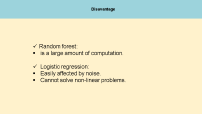 Disavantage
✓ Random forest:
▪ is a large amount of computation.
✓ Logistic regression:
▪ Easily affected by noise.
▪ Cannot solve non-linear problems.